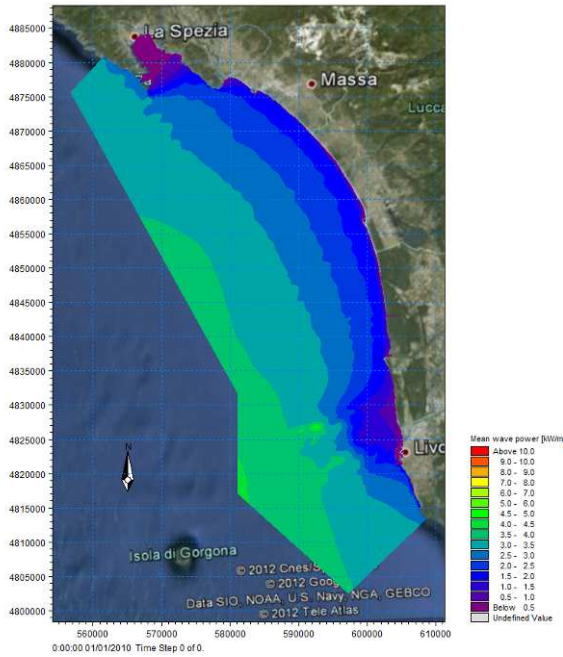 4885000
4880000
4875000
4870000
4865000
4860000
4855000
4850000
4845000
4840000
4835000
4830000
4825000
4820000
4815000
4810000
4805000
4800000
La Spezia
Massa
Lucca
Livo
N
Isola di Gorgona
© 2012 Cnes/S
© 2012 Goog
Data SIO, NOAA, U.S. Navy, NGA, GEBCO
© 2012 Tele Atlas
560000 570000 580000 590000 600000 610000
0:00:00 01/01/2010 Time Step 0 of 0.
Mean wave power [kW/m
Above 10.0
9.0 - 10.0
8.0 - 9.0
7.0 - 8.0
6.0 - 7.0
5.0 - 6.0
4.5 - 5.0
4.0 - 4.5
3.5 - 4.0
3.0 - 3.5
2.5 - 3.0
2.0 - 2.5
1.5 - 2.0
1.0 - 1.5
0.5 - 1.0
Below 0.5
Undefined Value